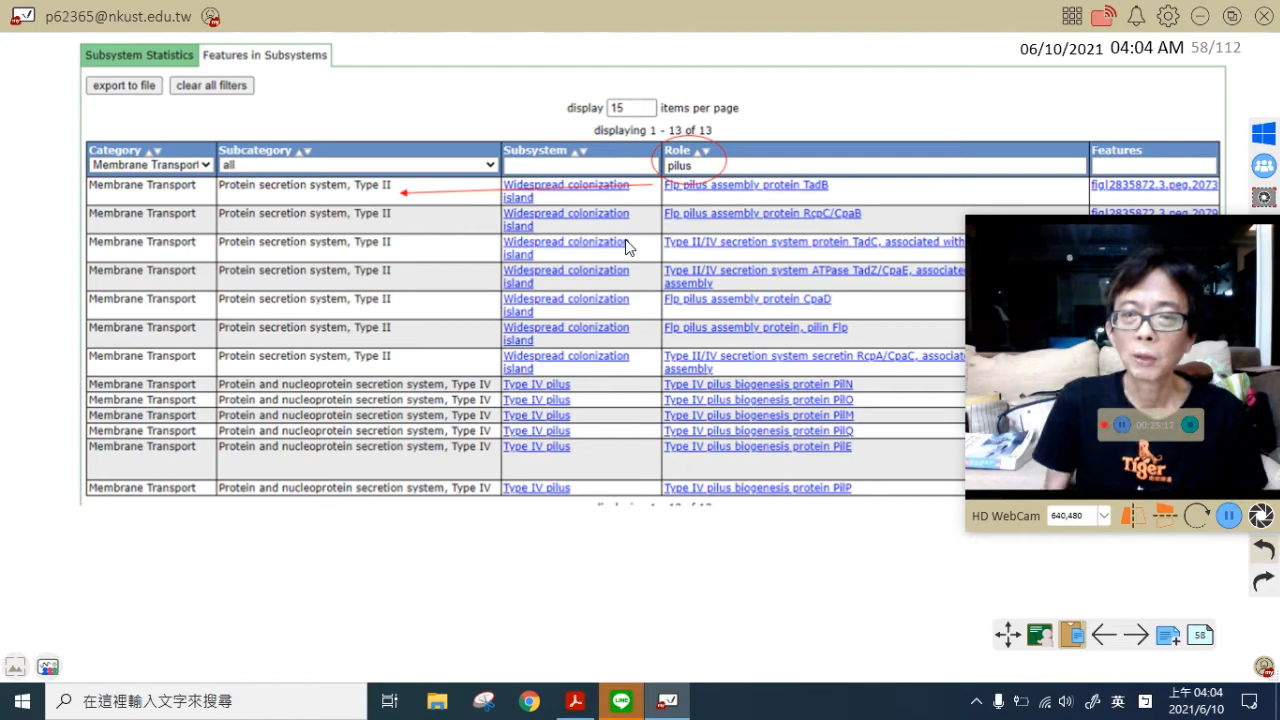 p62365@nkust.edu.tw
06/10/2021 04:04 AM 58/112
Subsystem Statistics Features in Subsystems
export to file clear all filters
display 15 items per page
displaying 1 - 13 of 13
Category Subcategory Subsystem Role Features
Membrane Transport all pilus
Membrane Transport Protein secretion system, Type II Widespread colonization island Flp pilus assembly protein TadB fig|2835872.3.peg.2073
Membrane Transport Protein secretion system, Type II Widespread colonization island Flp pilus assembly protein RcpC/CpaB fig|2835872.3.peg.2079
Membrane Transport Protein secretion system, Type II Widespread colonization island Type II/IV secretion system protein TadC, associated with
Membrane Transport Protein secretion system, Type II Widespread colonization island Type II/IV secretion system ATPase TadZ/CpaE, associated assembly
Membrane Transport Protein secretion system, Type II Widespread colonization island Flp pilus assembly protein CpaD
Membrane Transport Protein secretion system, Type II Widespread colonization island Flp pilus assembly protein, pilin Flp
Membrane Transport Protein secretion system, Type II Widespread colonization island Type II/IV secretion system secretin RcpA/CpaC, associat assembly
Membrane Transport Protein and nucleoprotein secretion system, Type IV Type IV pilus Type IV pilus biogenesis protein PilN
Membrane Transport Protein and nucleoprotein secretion system, Type IV Type IV pilus Type IV pilus biogenesis protein PilO
Membrane Transport Protein and nucleoprotein secretion system, Type IV Type IV pilus Type IV pilus biogenesis protein PilM
Membrane Transport Protein and nucleoprotein secretion system, Type IV Type IV pilus Type IV pilus biogenesis protein PilQ
Membrane Transport Protein and nucleoprotein secretion system, Type IV Type IV pilus Type IV pilus biogenesis protein PilE
Membrane Transport Protein and nucleoprotein secretion system, Type IV Type IV pilus Type IV pilus biogenesis protein PilP
00:25:12
Tiger
HD WebCam 640,480
58
在這裡輸入文字來搜尋
英
上午 04:04
2021/6/10